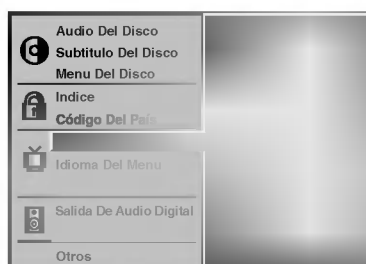 Audio Del Disco
Subtitulo Del Disco
Menu Del Disco
Indice
Código Del País
Idioma Del Menu
Salida De Audio Digital
Otros